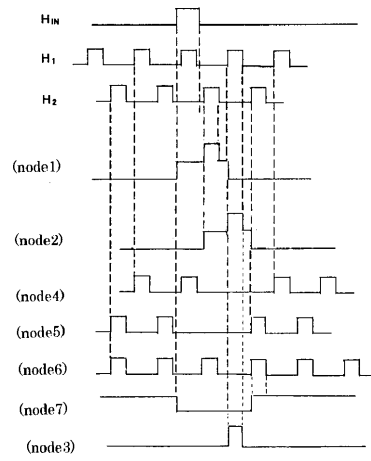 HIN
H1
H2
(node1)
(node2)
(node4)
(node5)
(node6)
(node7)
(node3)